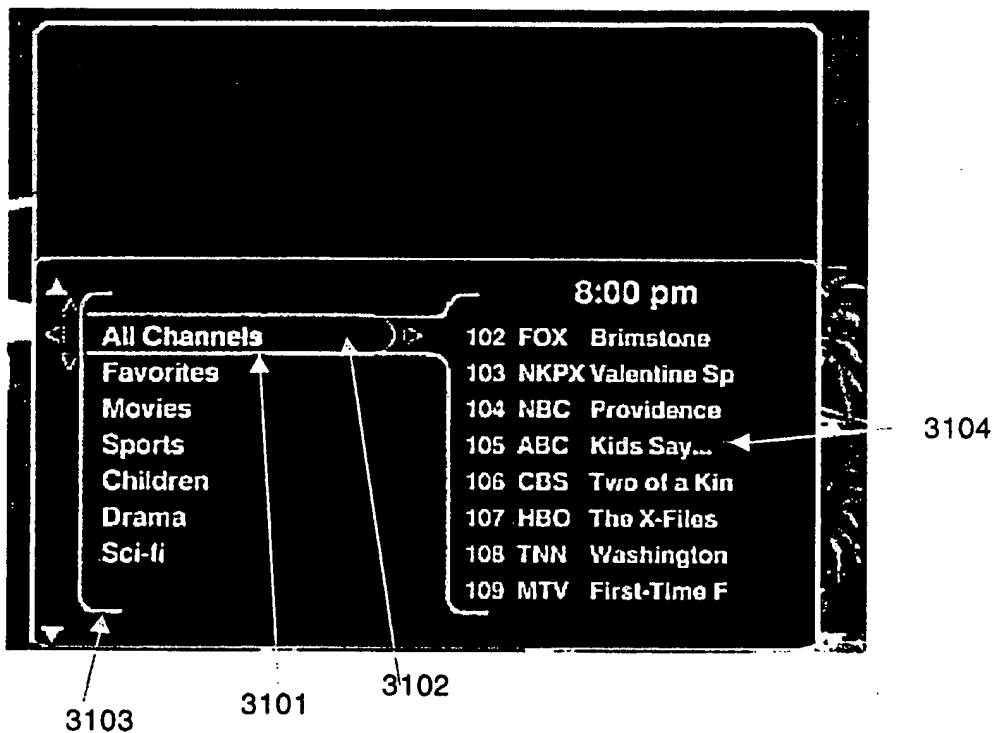 8:00 pm
All Channels
Favorites
Movies
Sports
Children
Drama
Sci-fi
102 FOX Brimstone
103 NKPX Valentine Sp
104 NBC Providence
105 ABC Kids Say...
106 CBS Two of a Kin
107 HBO The X-Files
108 TNN Washington
109 MTV First-Time F
3104
3103
3101
3102